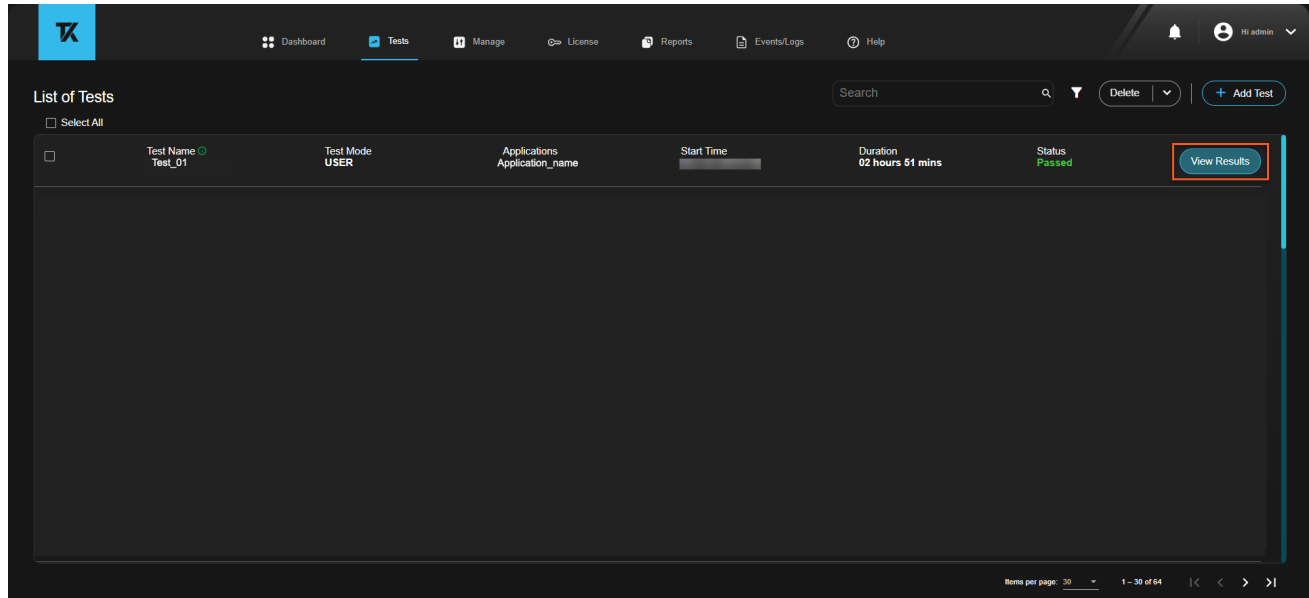 TK
Dashboard Tests Manage License Reports Events/Logs Help Hi admin
List of Tests Search Delete + Add Test
Select All
Test Name Test Mode Applications Start Time Duration Status
Test_01 USER Application_name 02 hours 51 mins Passed View Results
Items per page: 30 1 – 30 of 64